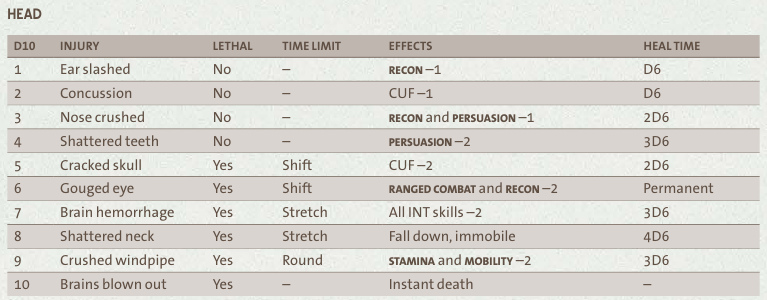 HEAD
D10 INJURY LETHAL TIME LIMIT EFFECTS HEAL TIME
1 Ear slashed No – RECON –1 D6
2 Concussion No – CUF –1 D6
3 Nose crushed No – RECON and PERSUASION –1 2D6
4 Shattered teeth No – PERSUASION –2 3D6
5 Cracked skull Yes Shift CUF –2 2D6
6 Gouged eye Yes Shift RANGED COMBAT and RECON –2 Permanent
7 Brain hemorrhage Yes Stretch All INT skills –2 3D6
8 Shattered neck Yes Stretch Fall down, immobile 4D6
9 Crushed windpipe Yes Round STAMINA and MOBILITY –2 3D6
10 Brains blown out Yes – Instant death –